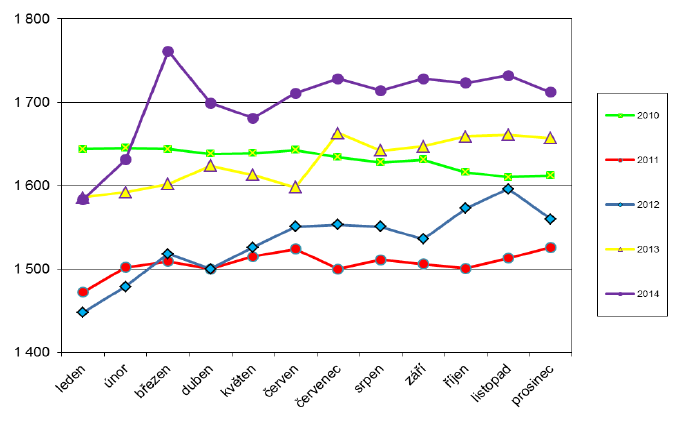 1 800
1 700
1 600
1 500
1 400
leden
únor
březen
duben
květen
červen
červenec
srpen
září
říjen
listopad
prosinec
2010
2011
2012
2013
2014